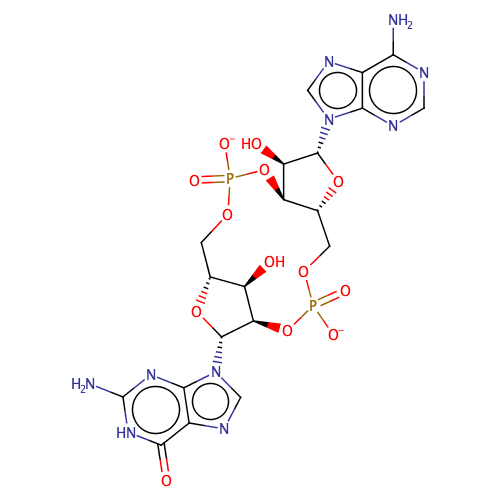 NH2
N N
N N
HO O
O⁻ O
O P
O O
OH O P O
O O O⁻
N
H2N N N
HN N
O